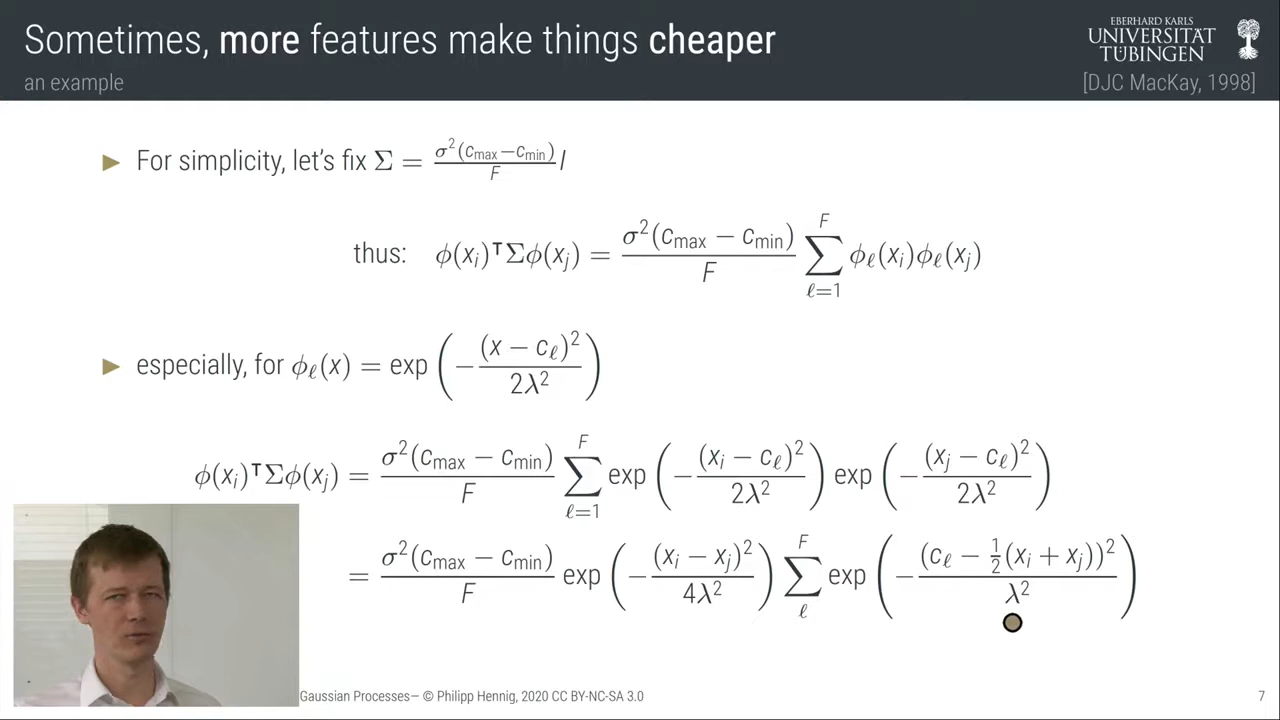 Sometimes, more features make things cheaper
an example
EBERHARD KARLS
UNIVERSITÄT
TÜBINGEN
[DJC MacKay, 1998]
► For simplicity, let's fix Σ = σ²(c_max−c_min)/F I
thus: ϕ(x_i)ᵀΣϕ(x_j) = σ²(c_max − c_min)/F ∑_{ℓ=1}^{F} ϕ_ℓ(x_i)ϕ_ℓ(x_j)
► especially, for ϕ_ℓ(x) = exp(−(x − c_ℓ)²/2λ²)
ϕ(x_i)ᵀΣϕ(x_j) = σ²(c_max − c_min)/F ∑_{ℓ=1}^{F} exp(−(x_i − c_ℓ)²/2λ²) exp(−(x_j − c_ℓ)²/2λ²)
= σ²(c_max − c_min)/F exp(−(x_i − x_j)²/4λ²) ∑_{ℓ}^{F} exp(−(c_ℓ − ½(x_i + x_j))²/λ²)
Gaussian Processes— © Philipp Hennig, 2020 CC BY-NC-SA 3.0
7